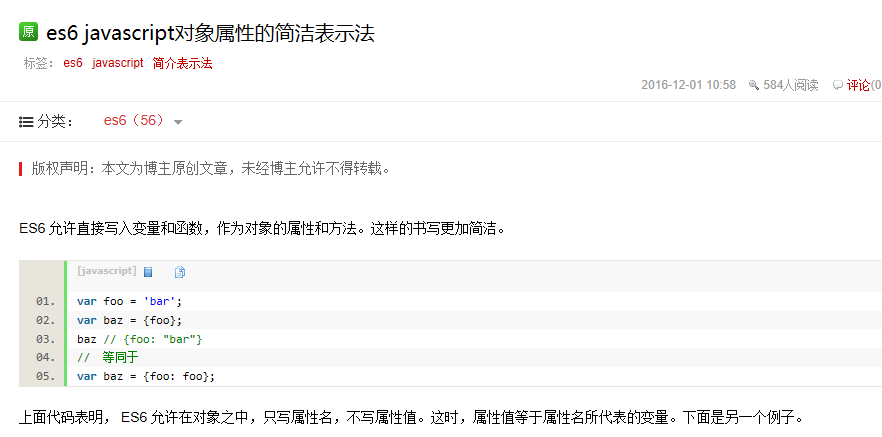 原 es6 javascript对象属性的简洁表示法
标签： es6 javascript 简介表示法
2016-12-01 10:58 584人阅读 评论(0
分类： es6（56）
版权声明：本文为博主原创文章，未经博主允许不得转载。
ES6 允许直接写入变量和函数，作为对象的属性和方法。这样的书写更加简洁。
[javascript]
01. var foo = 'bar';
02. var baz = {foo};
03. baz // {foo: "bar"}
04. // 等同于
05. var baz = {foo: foo};
上面代码表明， ES6 允许在对象之中，只写属性名，不写属性值。这时，属性值等于属性名所代表的变量。下面是另一个例子。